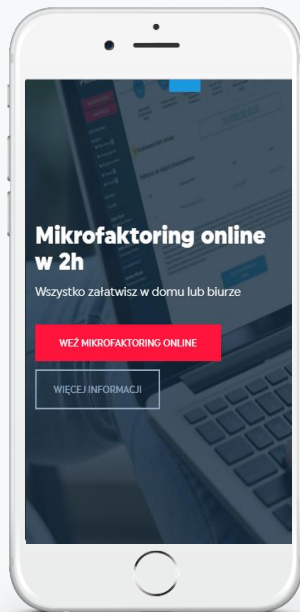 Mikrofaktoring online
w 2h
Wszystko załatwisz w domu lub biurze
WEŹ MIKROFAKTORING ONLINE
WIĘCEJ INFORMACJI